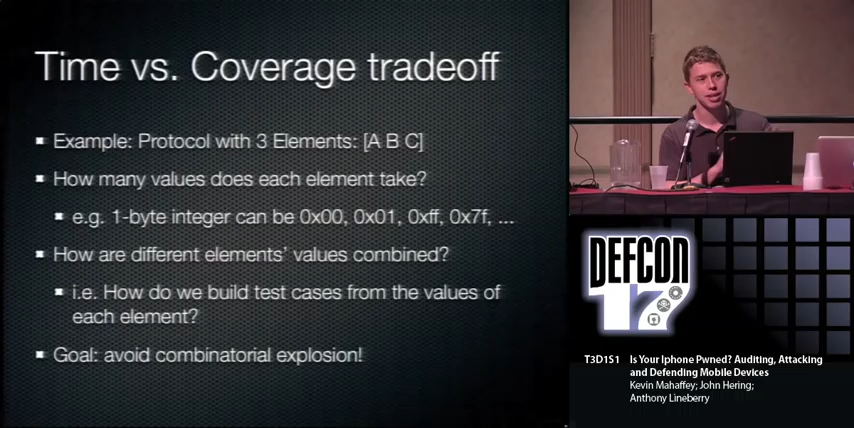 Time vs. Coverage tradeoff
Example: Protocol with 3 Elements: [A B C]
How many values does each element take?
e.g. 1-byte integer can be 0x00, 0x01, 0xff, 0x7f, ...
How are different elements' values combined?
i.e. How do we build test cases from the values of
each element?
Goal: avoid combinatorial explosion!
DEFCON
17
T3D1S1 Is Your Iphone Pwned? Auditing, Attacking
and Defending Mobile Devices
Kevin Mahaffey; John Hering;
Anthony Lineberry